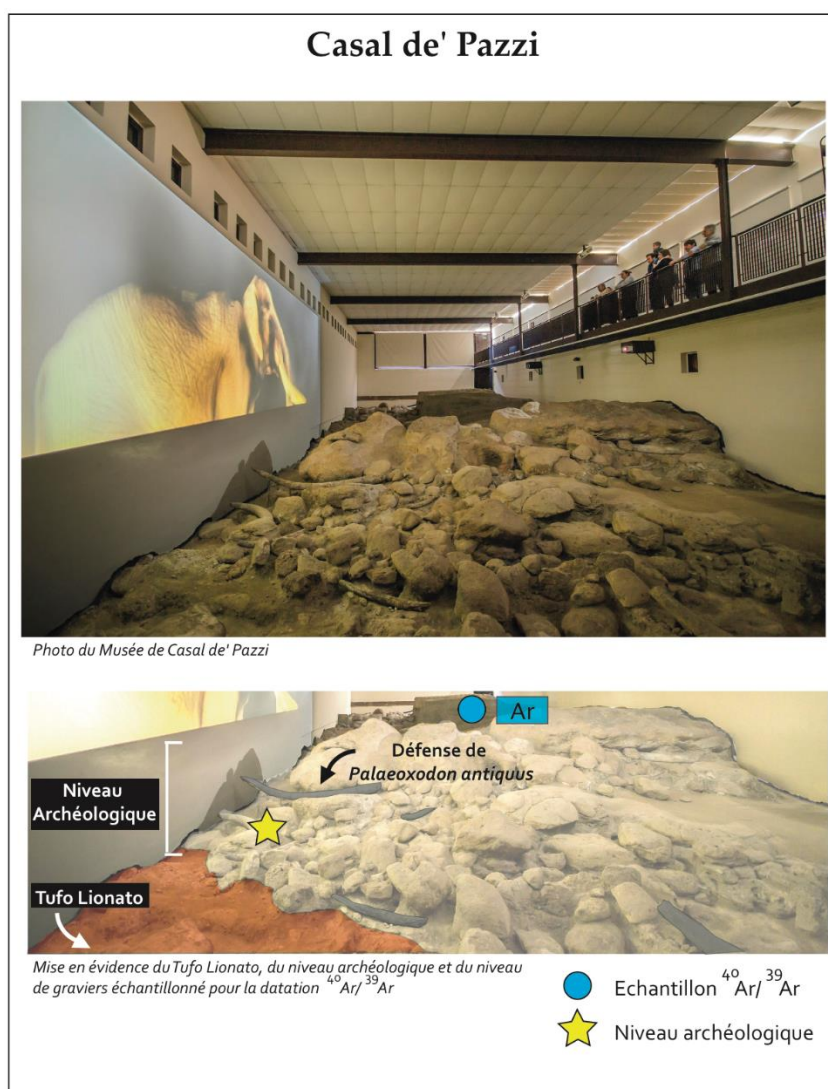 Casal de' Pazzi
Photo du Musée de Casal de' Pazzi
Ar
Défense de
Palaeoxodon antiquus
Niveau
Archéologique
Tufo Lionato
Mise en évidence du Tufo Lionato, du niveau archéologique et du niveau
de graviers échantillonné pour la datation ⁴⁰Ar/ ³⁹Ar
Echantillon ⁴⁰Ar/ ³⁹Ar
Niveau archéologique